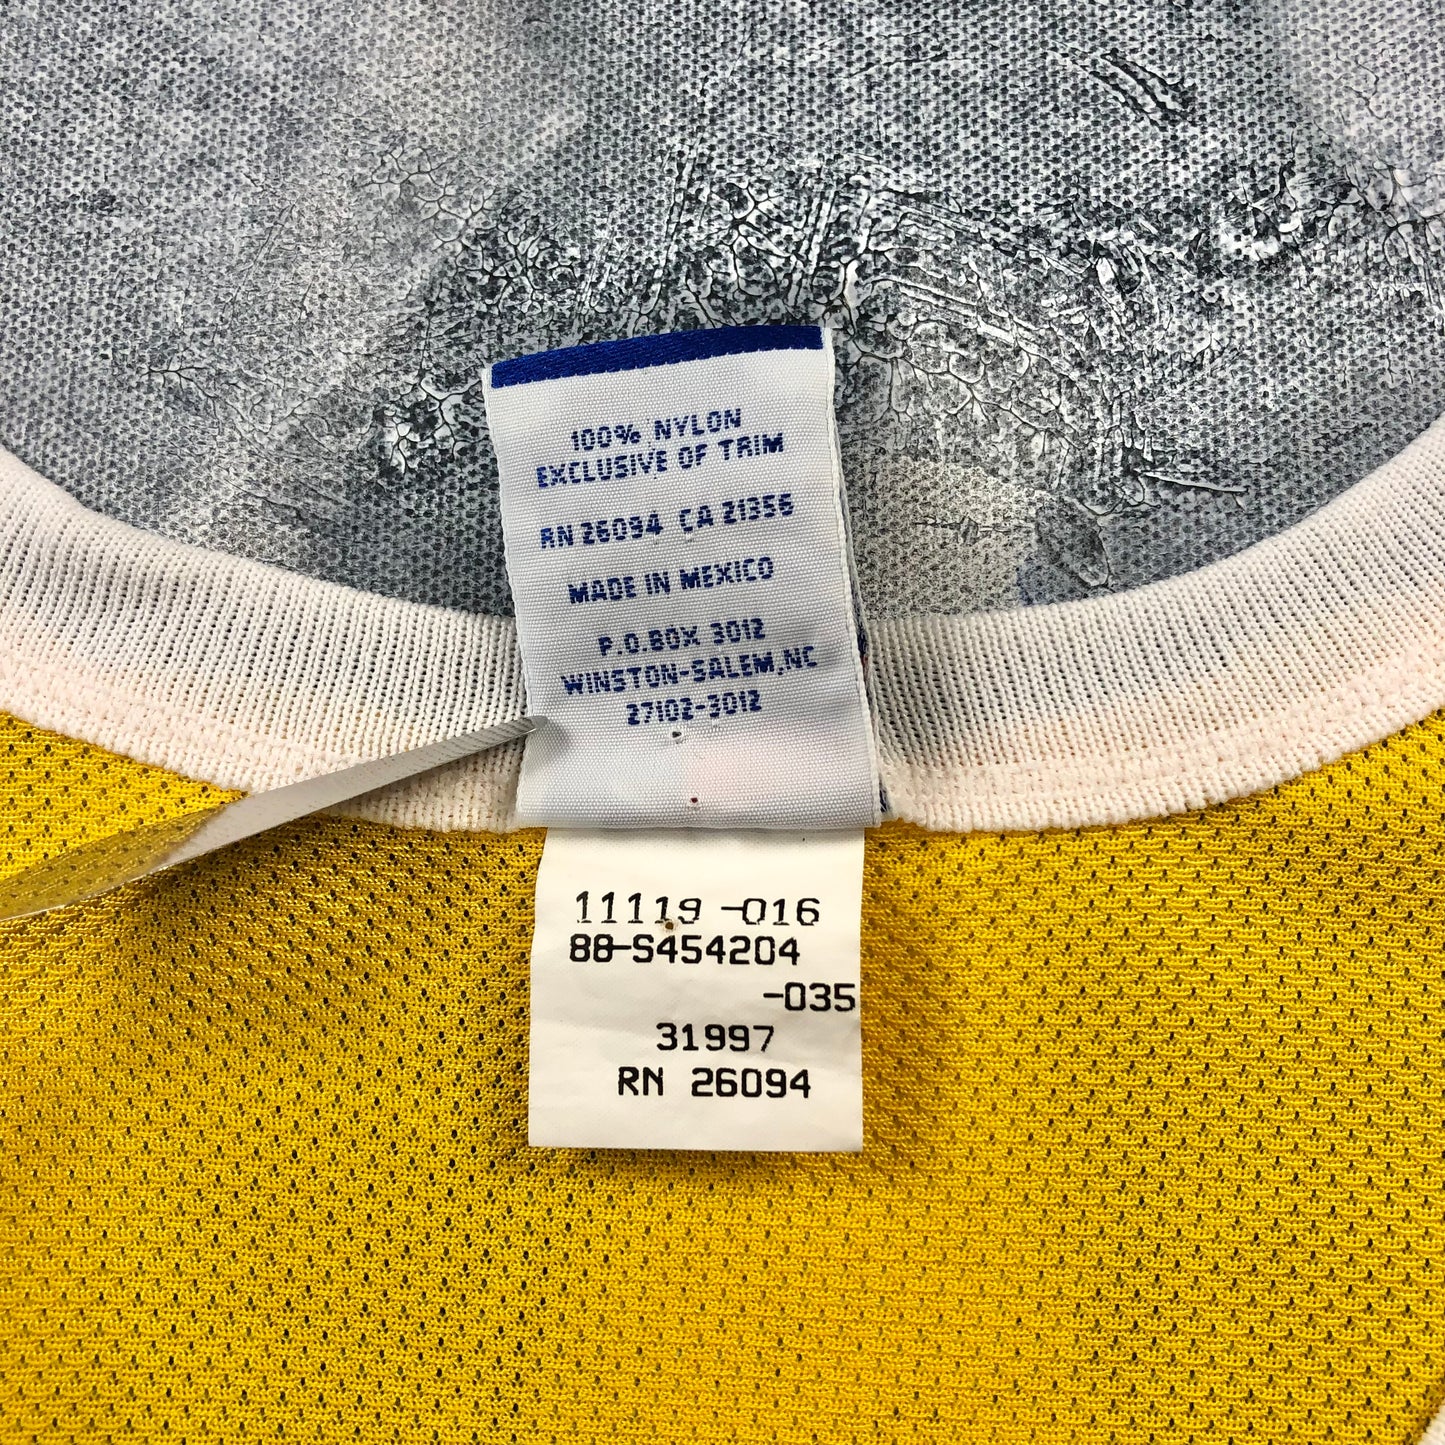 100% NYLON
EXCLUSIVE OF TRIM
RN 26094 CA 21356
MADE IN MEXICO
P.O.BOX 3012
WINSTON-SALEM,NC
27102-3012
11119 -016
88-S454204
-035
31997
RN 26094